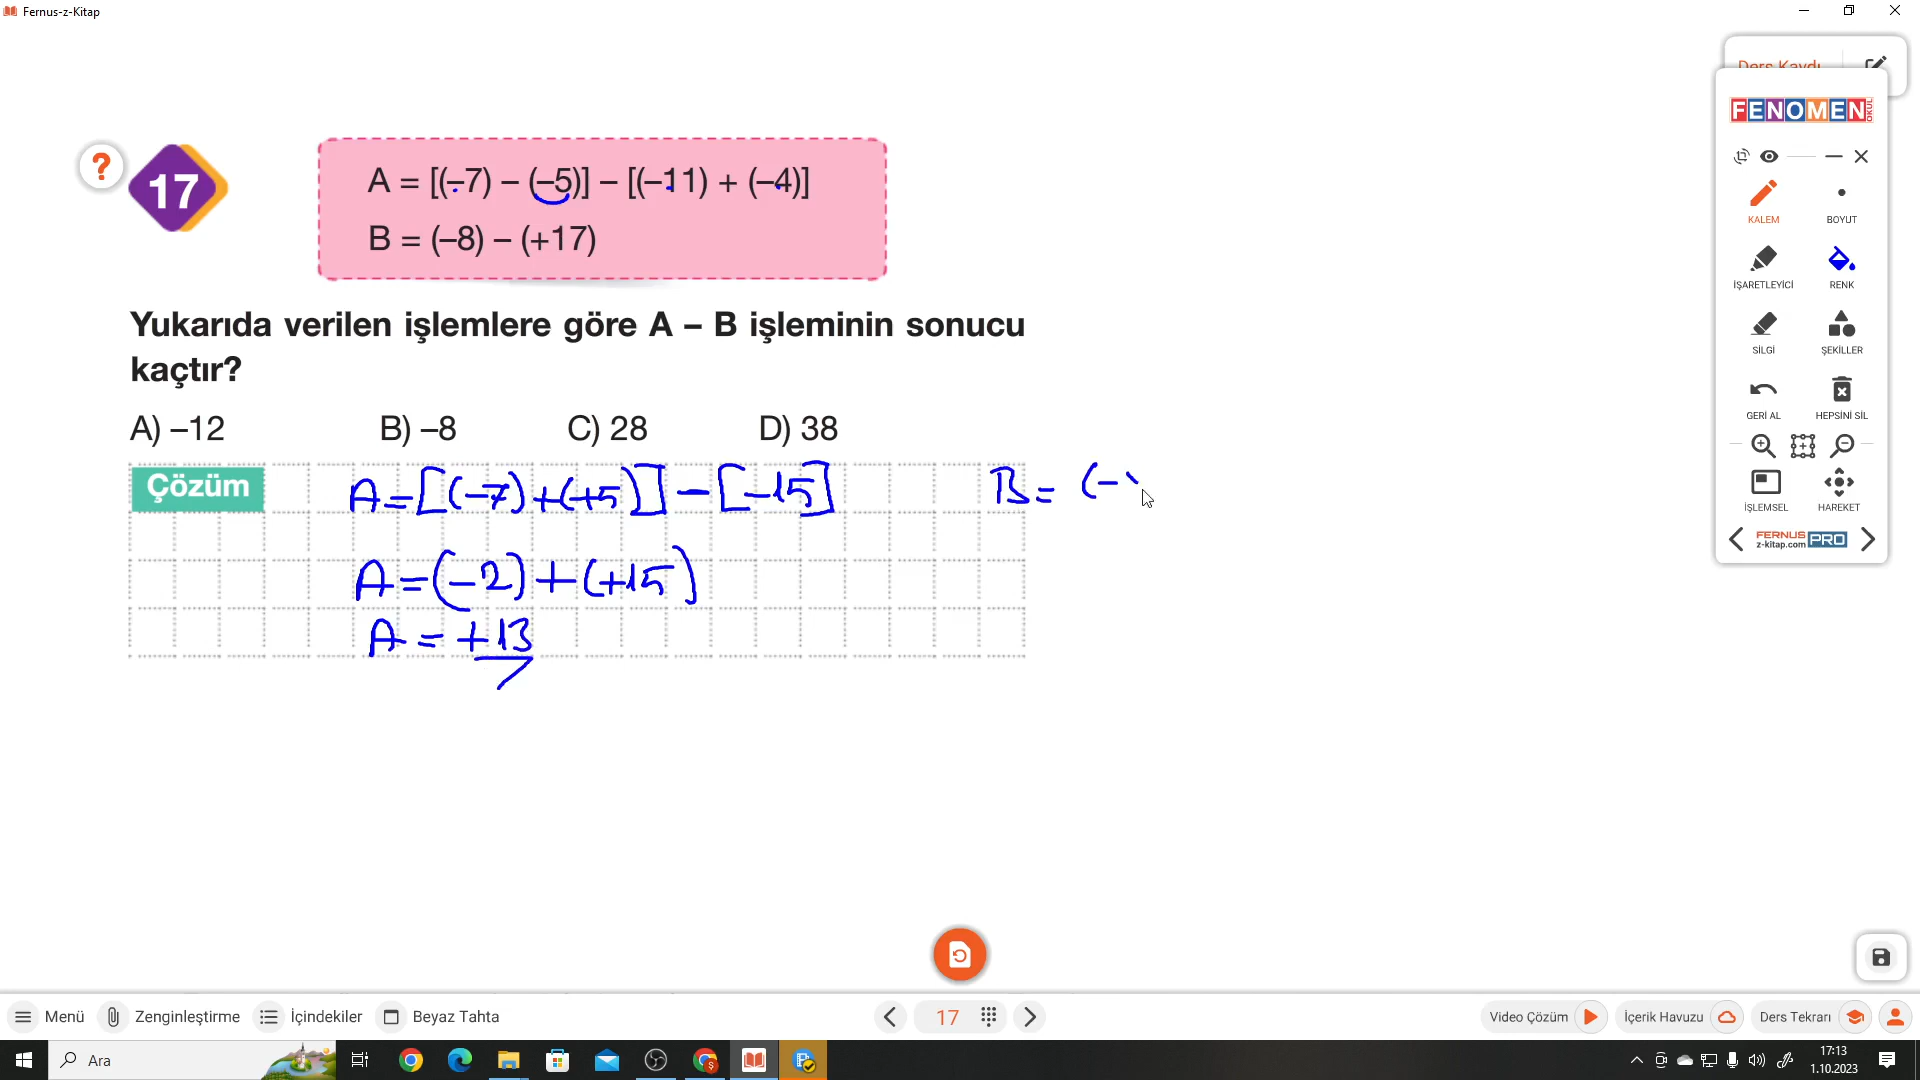 Fernus-z-Kitap
Ders Kaydı
FENOMEN OKUL
?
17
A = [(–7) – (–5)] – [(–11) + (–4)]
B = (–8) – (+17)
Yukarıda verilen işlemlere göre A – B işleminin sonucu
kaçtır?
A) –12 B) –8 C) 28 D) 38
Çözüm
A = [(-7)+(+5)] - [-15]
B = (-
A = (-2) + (+15)
A = +13
KALEM BOYUT
İŞARETLEYİCİ RENK
SİLGİ ŞEKİLLER
GERİ AL HEPSİNİ SİL
İŞLEMSEL HAREKET
FERNUS
z-kitap.com PRO
Menü Zenginleştirme İçindekiler Beyaz Tahta 17 Video Çözüm İçerik Havuzu Ders Tekrarı
Ara
17:13
1.10.2023